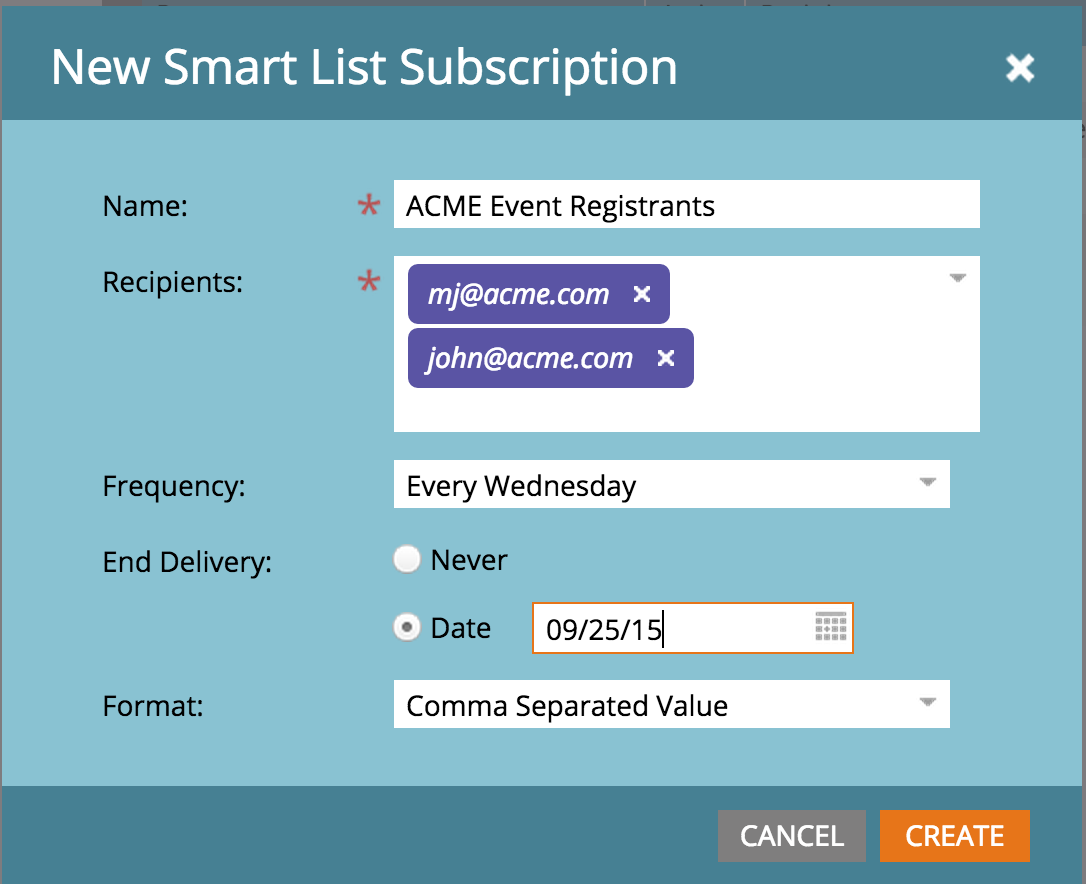 New Smart List Subscription
Name: * ACME Event Registrants
Recipients: * mj@acme.com
john@acme.com
Frequency: Every Wednesday
End Delivery: Never
Date 09/25/15
Format: Comma Separated Value
CANCEL CREATE